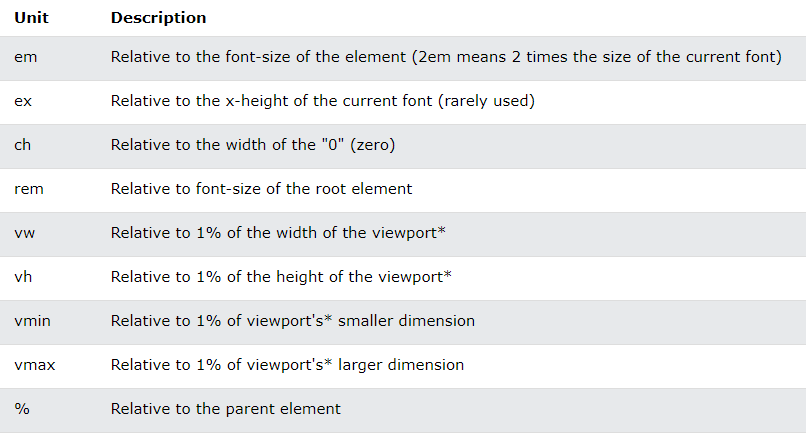 Unit Description
em Relative to the font-size of the element (2em means 2 times the size of the current font)
ex Relative to the x-height of the current font (rarely used)
ch Relative to the width of the "0" (zero)
rem Relative to font-size of the root element
vw Relative to 1% of the width of the viewport*
vh Relative to 1% of the height of the viewport*
vmin Relative to 1% of viewport's* smaller dimension
vmax Relative to 1% of viewport's* larger dimension
% Relative to the parent element